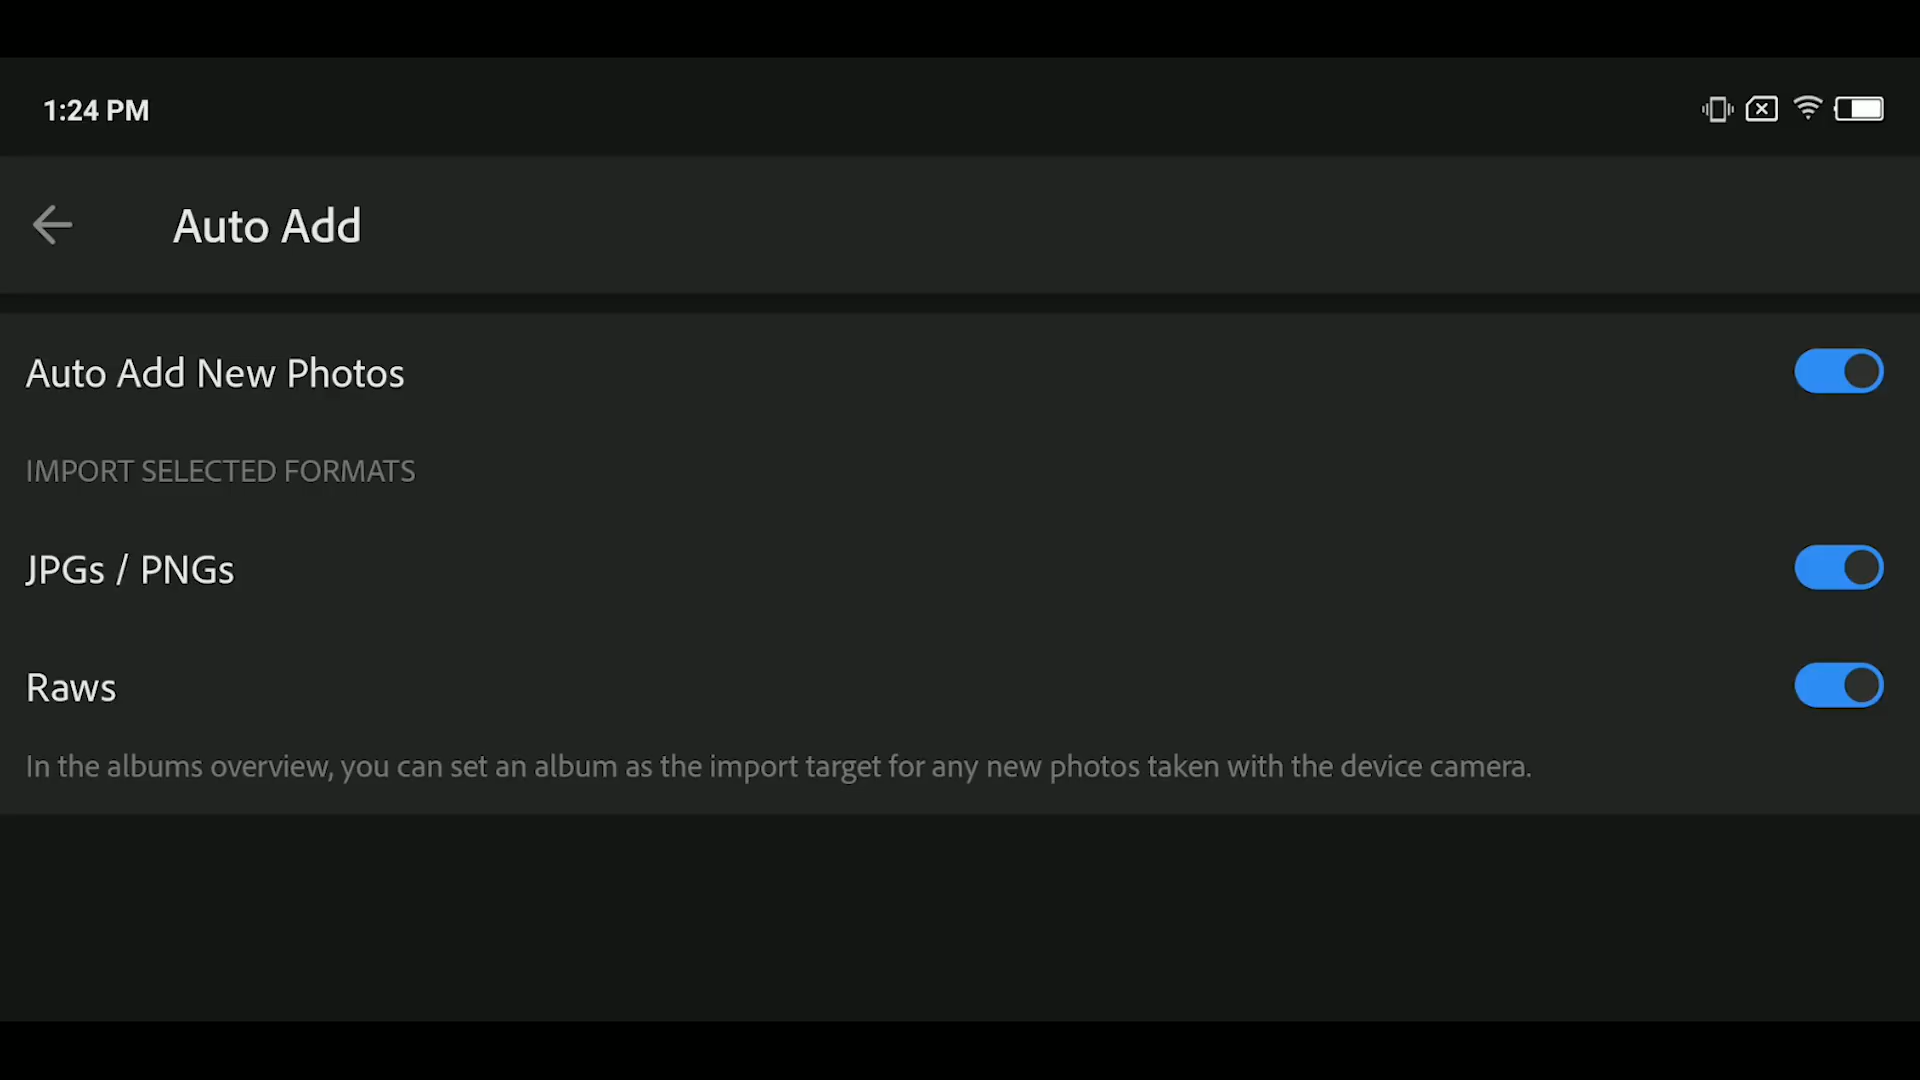 1:24 PM
Auto Add
Auto Add New Photos
IMPORT SELECTED FORMATS
JPGs / PNGs
Raws
In the albums overview, you can set an album as the import target for any new photos taken with the device camera.